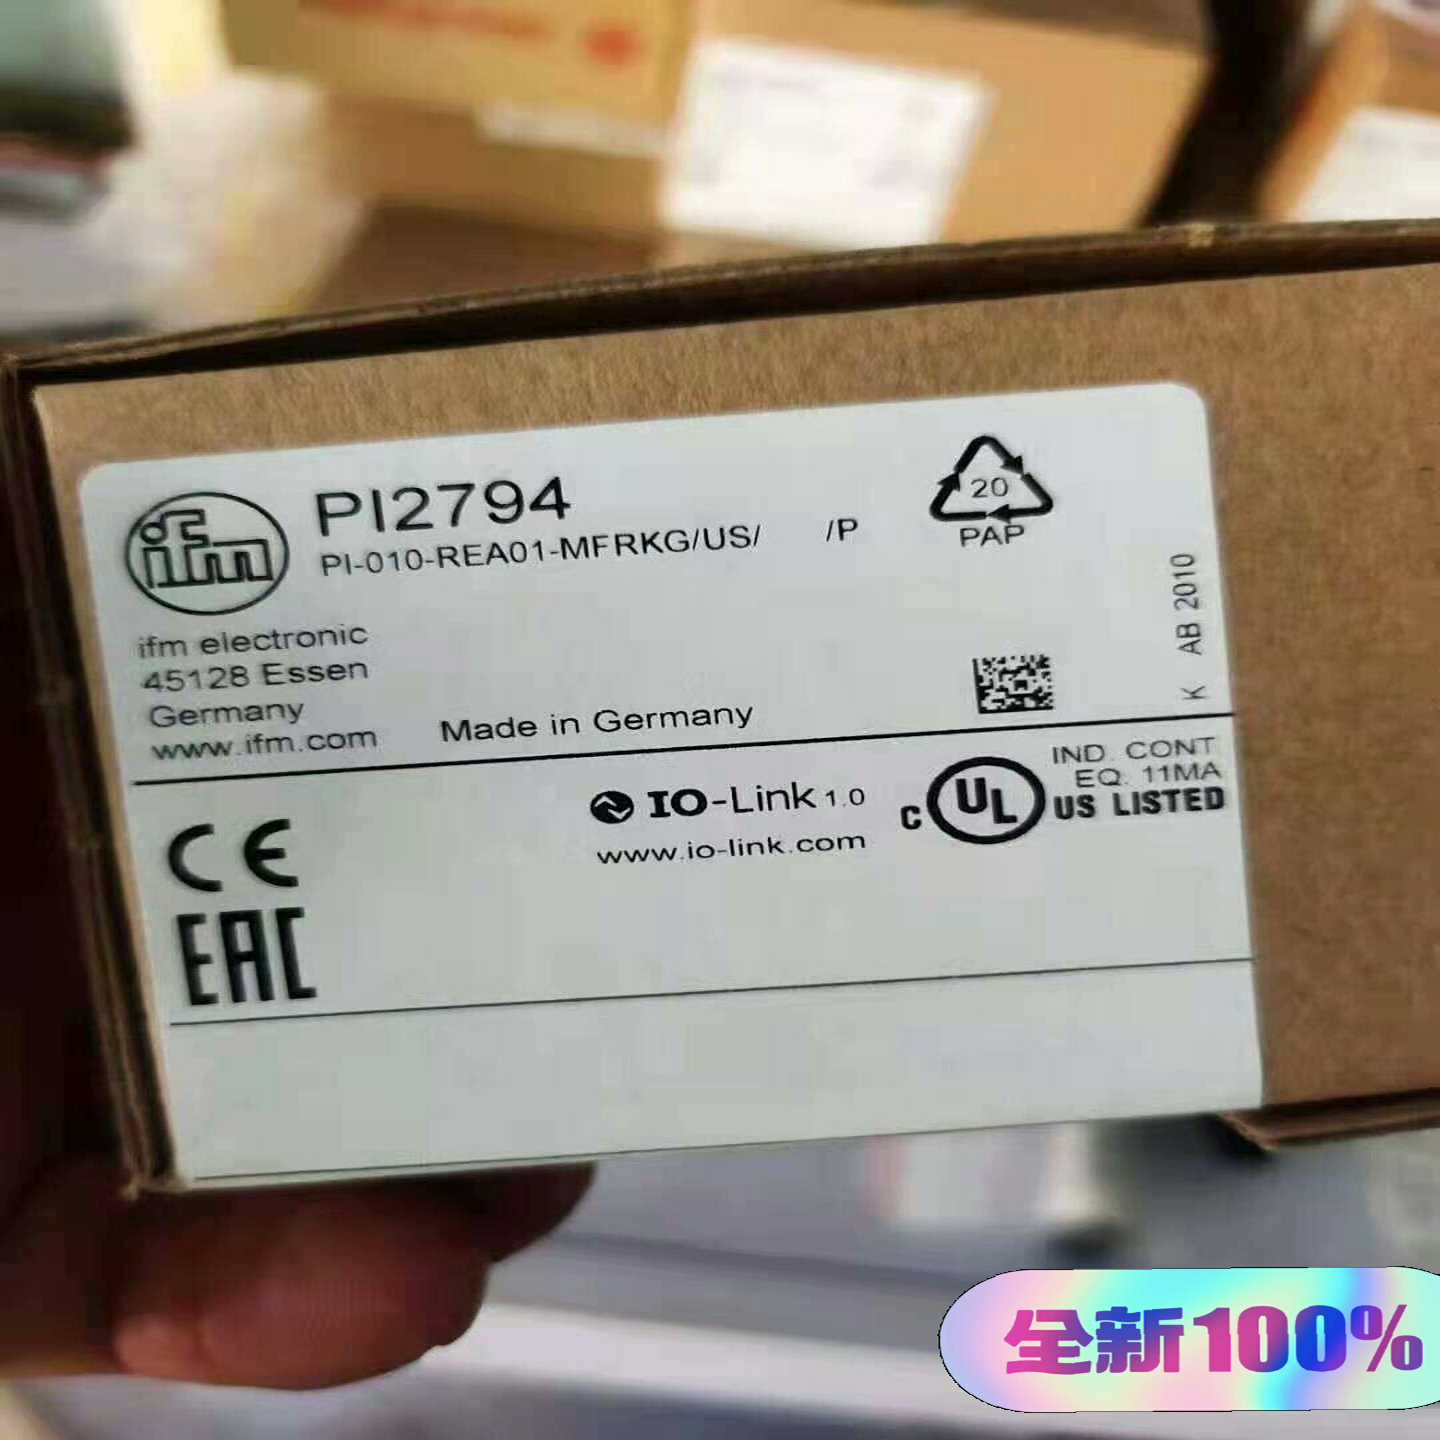 ifm
PI2794
PI-010-REA01-MFRKG/US/ /P
20
PAP
ifm electronic
45128 Essen
Germany
www.ifm.com
Made in Germany
K AB 2010
IO-Link 1.0
www.io-link.com
C UL US LISTED
IND. CONT
EQ. 11MA
CE
EAC
全新100%